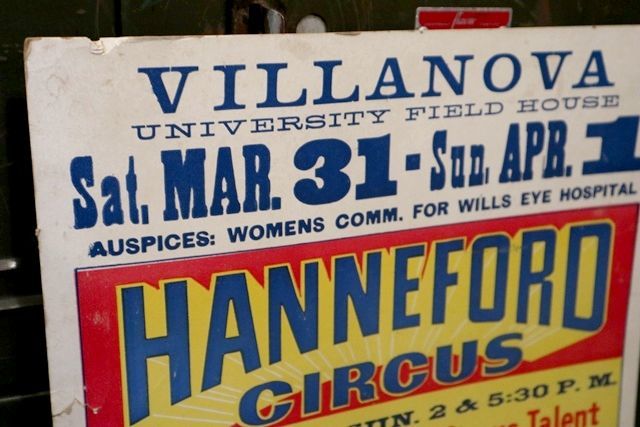 VILLANOVA
UNIVERSITY FIELD HOUSE
Sat. MAR. 31 - Sun. APR. 1
AUSPICES: WOMENS COMM. FOR WILLS EYE HOSPITAL
HANNEFORD
CIRCUS
2 & 5:30 P. M.
Talent